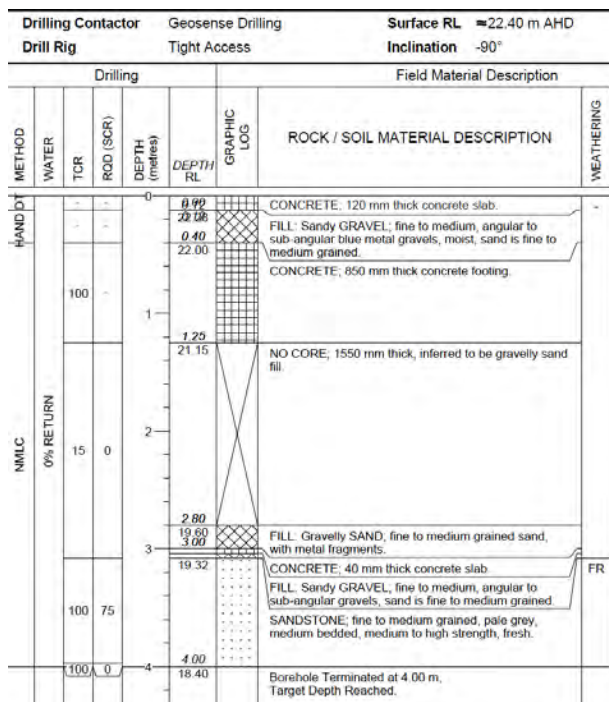 Drilling Contactor Geosense Drilling Surface RL ≈22.40 m AHD
Drill Rig Tight Access Inclination -90°
Drilling Field Material Description
METHOD WATER TCR RQD (SCR) DEPTH (metres) DEPTH RL GRAPHIC LOG ROCK / SOIL MATERIAL DESCRIPTION WEATHERING
HAND DT
0
- -
CONCRETE; 120 mm thick concrete slab.
-
- -
FILL: Sandy GRAVEL; fine to medium, angular to
sub-angular blue metal gravels, moist, sand is fine to
medium grained.
0.40
22.00
CONCRETE; 850 mm thick concrete footing.
100 -
1
1.25
21.15
NO CORE; 1550 mm thick, inferred to be gravelly sand
fill.
NMLC
0% RETURN
2
15 0
2.80
19.60
FILL: Gravelly SAND; fine to medium grained sand,
with metal fragments.
3.00
3
19.32
CONCRETE; 40 mm thick concrete slab.
FR
FILL: Sandy GRAVEL; fine to medium, angular to
sub-angular gravels, sand is fine to medium grained.
100 75
SANDSTONE; fine to medium grained, pale grey,
medium bedded, medium to high strength, fresh.
4.00
100 0
4
18.40
Borehole Terminated at 4.00 m,
Target Depth Reached.